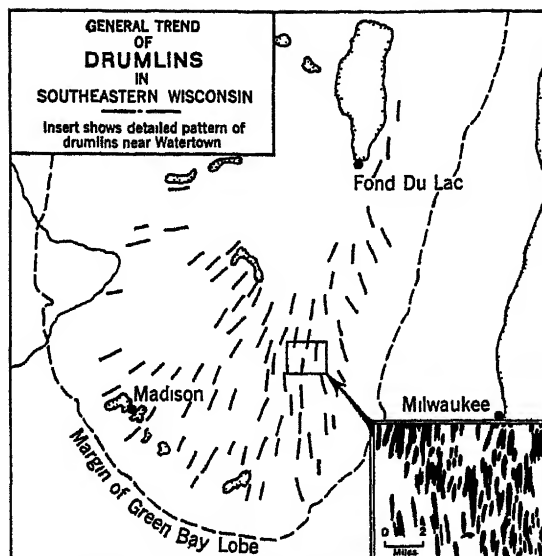 GENERAL TREND
OF
DRUMLINS
IN
SOUTHEASTERN WISCONSIN
Insert shows detailed pattern of
drumlins near Watertown
Fond Du Lac
Madison
Milwaukee
Margin of Green Bay Lobe
0 2
Miles